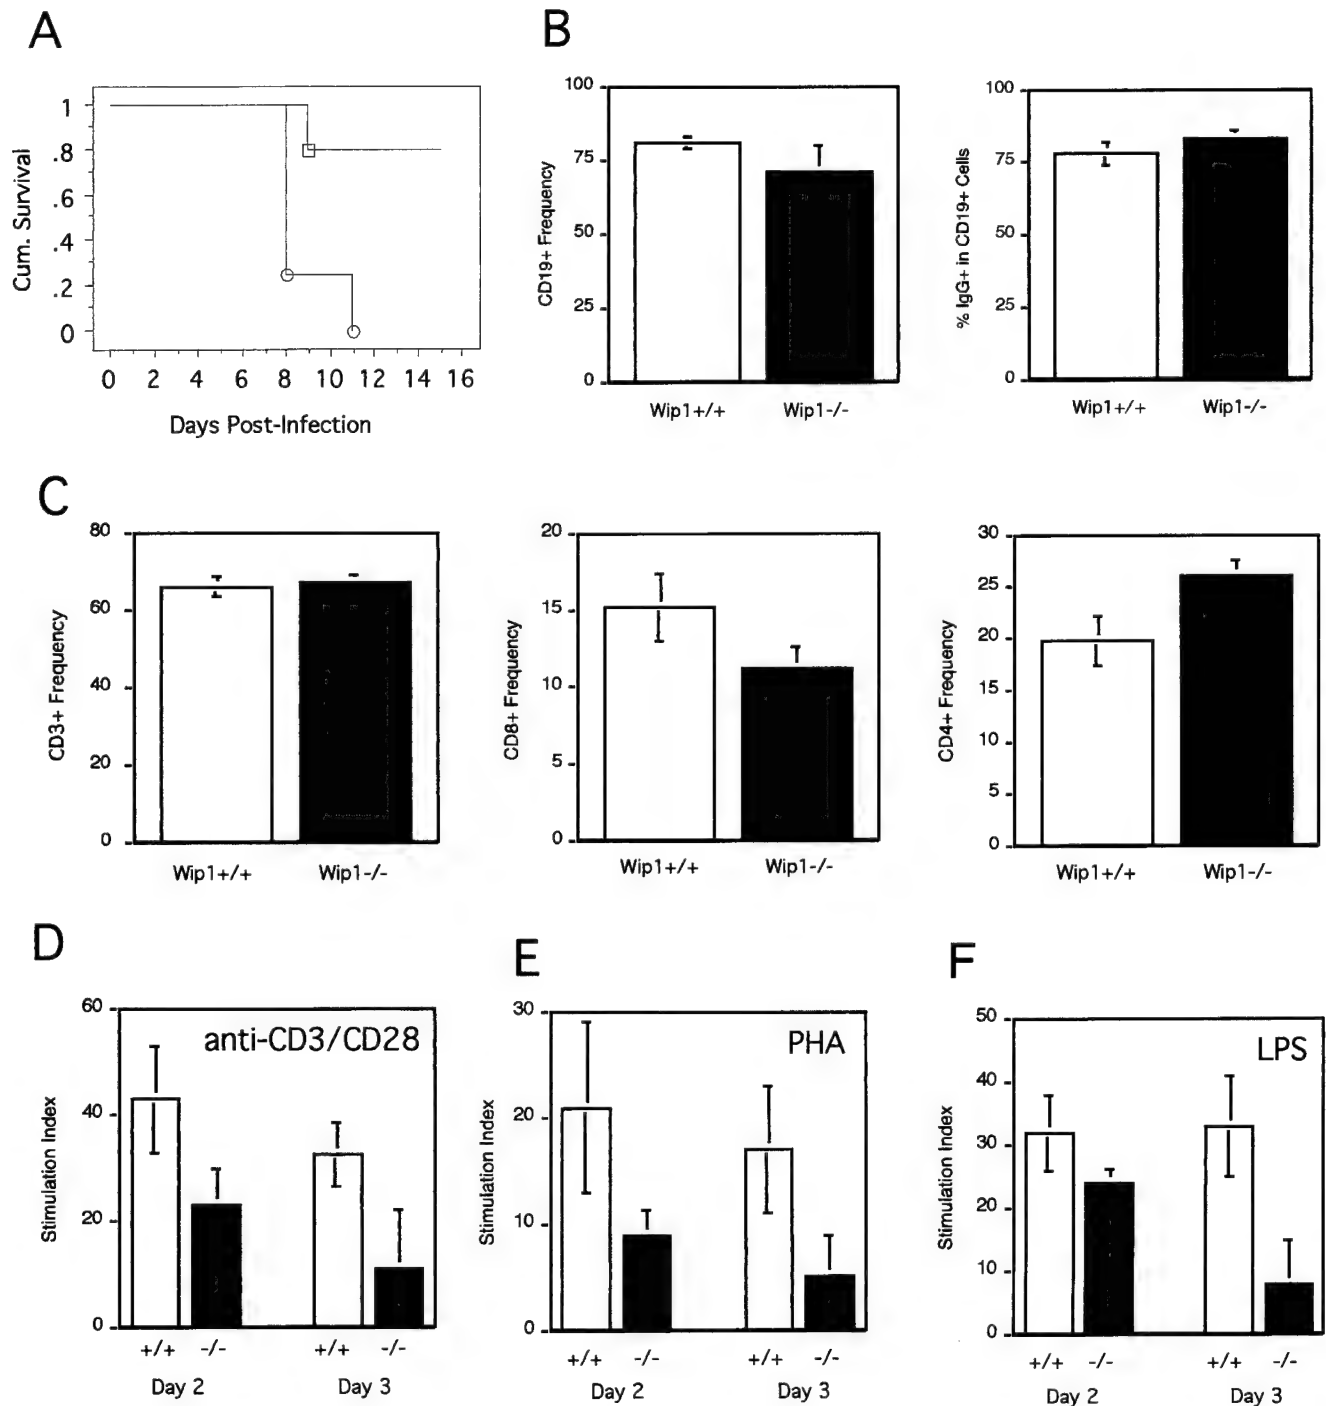 A
Cum. Survival
1
.8
.6
.4
.2
0
0 2 4 6 8 10 12 14 16
Days Post-Infection
B
CD19+ Frequency
100
75
50
25
0
Wip1+/+ Wip1-/-
% IgG+ in CD19+ Cells
100
75
50
25
0
Wip1+/+ Wip1-/-
C
CD3+ Frequency
80
60
40
20
0
Wip1+/+ Wip1-/-
CD8+ Frequency
20
15
10
5
0
Wip1+/+ Wip1-/-
CD4+ Frequency
30
25
20
15
10
5
0
Wip1+/+ Wip1-/-
D
anti-CD3/CD28
Stimulation Index
60
40
20
0
+/+ -/- +/+ -/-
Day 2 Day 3
E
PHA
Stimulation Index
30
20
10
0
+/+ -/- +/+ -/-
Day 2 Day 3
F
LPS
Stimulation Index
50
40
30
20
10
0
+/+ -/- +/+ -/-
Day 2 Day 3